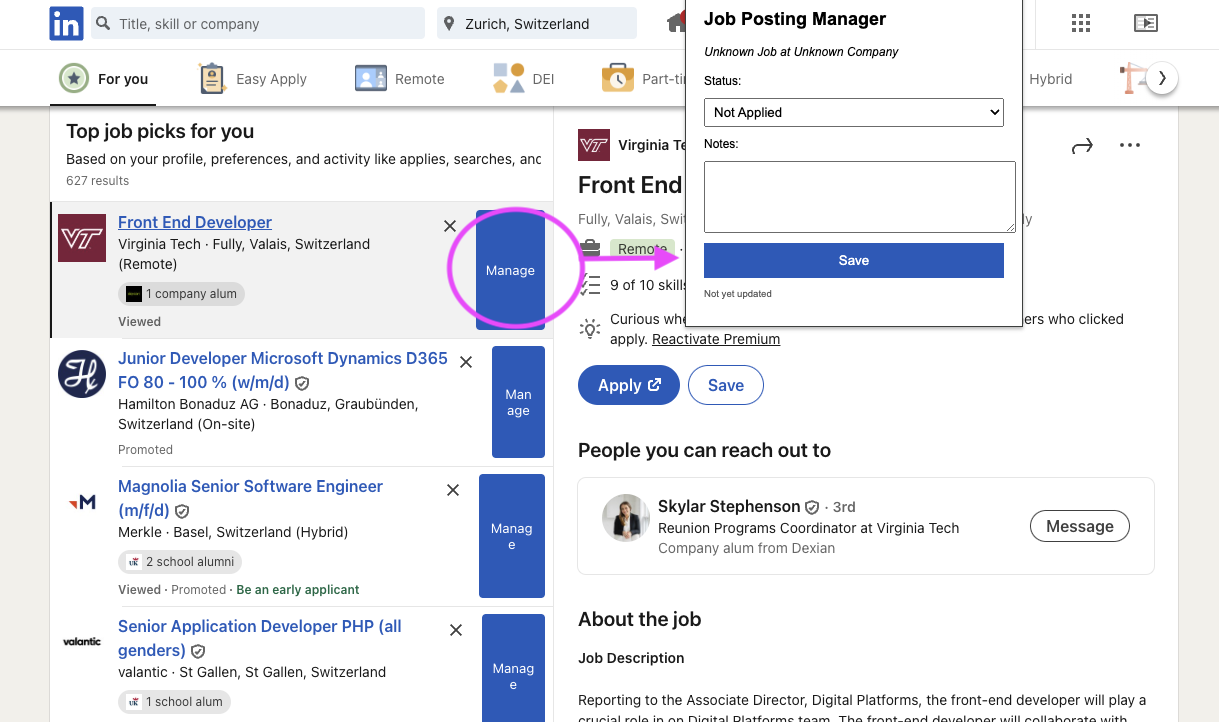 in
Title, skill or company
Zurich, Switzerland
For you
Easy Apply
Remote
DEI
Hybrid
Top job picks for you
Based on your profile, preferences, and activity like applies, searches, and
627 results
VT
Front End Developer
Virginia Tech · Fully, Valais, Switzerland
(Remote)
1 company alum
Viewed
Manage
Junior Developer Microsoft Dynamics D365
FO 80 - 100 % (w/m/d)
Hamilton Bonaduz AG · Bonaduz, Graubünden,
Switzerland (On-site)
Promoted
Man
age
Magnolia Senior Software Engineer
(m/f/d)
Merkle · Basel, Switzerland (Hybrid)
2 school alumni
Viewed · Promoted · Be an early applicant
Manag
e
valantic
Senior Application Developer PHP (all
genders)
valantic · St Gallen, St Gallen, Switzerland
1 school alum
Manag
e
Job Posting Manager
Unknown Job at Unknown Company
Status:
Not Applied
Notes:
Save
Not yet updated
VT
Virginia
Front End
Fully, Valais,
Remote ·
9 of 10 skills
Curious who clicked
apply. Reactivate Premium
Apply
Save
People you can reach out to
Skylar Stephenson · 3rd
Reunion Programs Coordinator at Virginia Tech
Company alum from Dexian
Message
About the job
Job Description
Reporting to the Associate Director, Digital Platforms, the front-end developer will play a
crucial role in on Digital Platforms team. The front-end developer will collaborate with